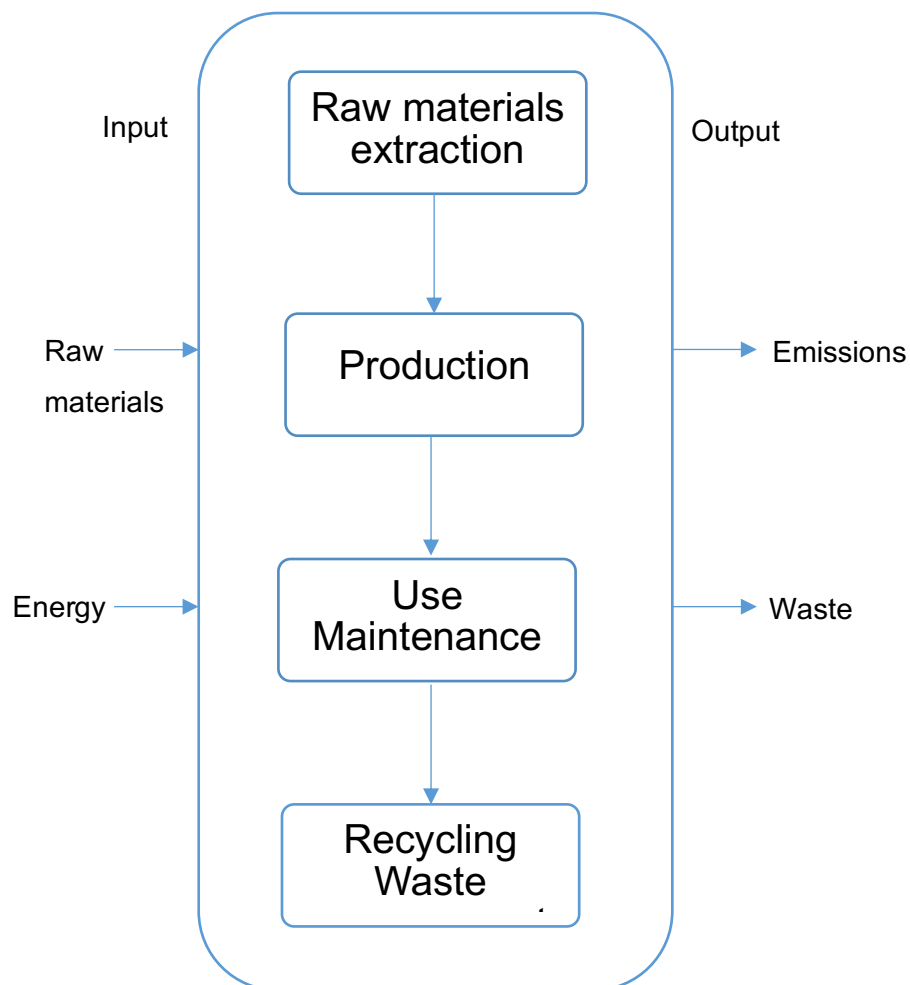 Raw materials
extraction
Input
Output
Production
Raw
materials
Emissions
Use
Maintenance
Energy
Waste
Recycling
Waste